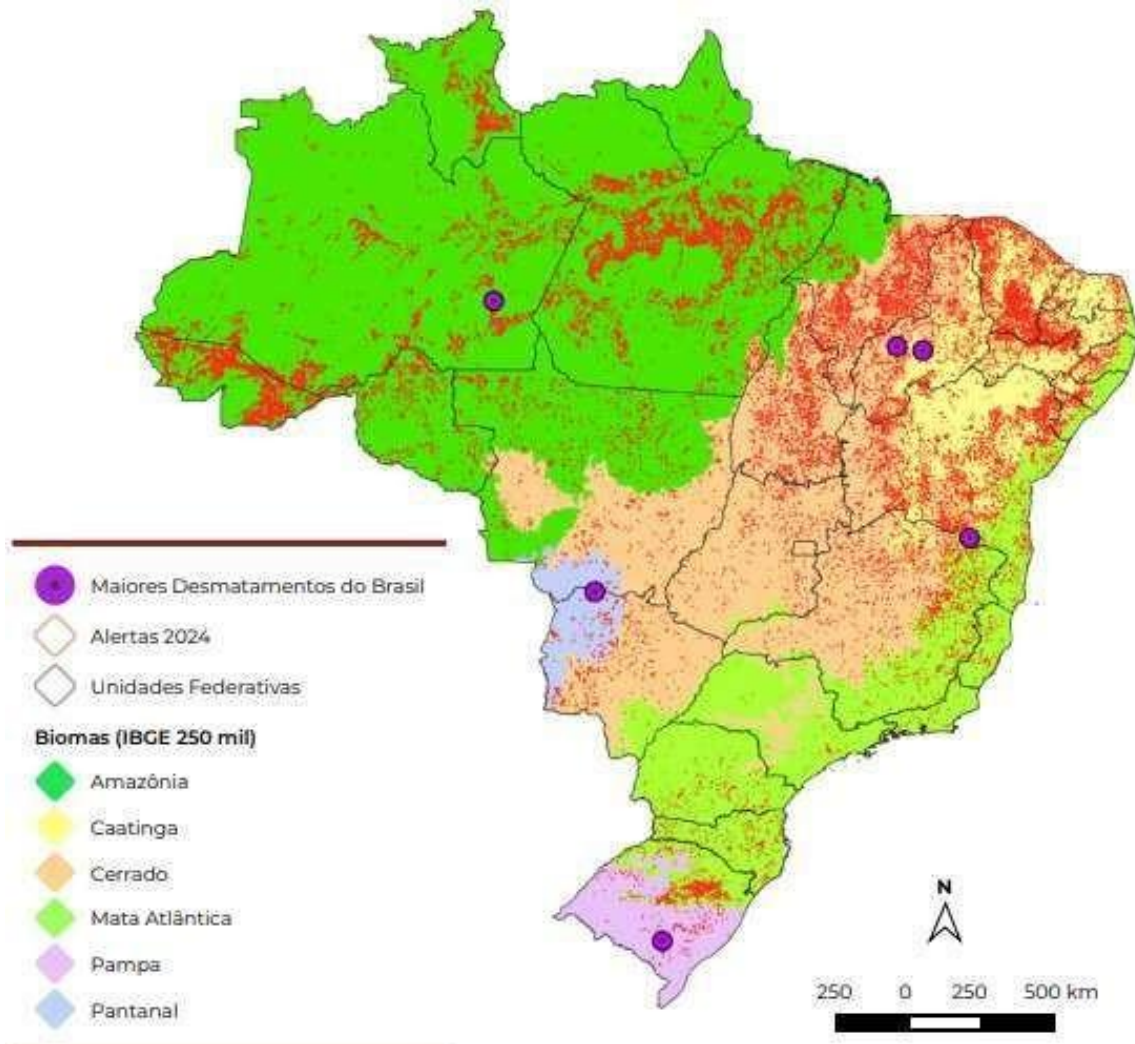 Maiores Desmatamentos do Brasil
Alertas 2024
Unidades Federativas
Biomas (IBGE 250 mil)
Amazônia
Caatinga
Cerrado
Mata Atlântica
Pampa
Pantanal
N
250 0 250 500 km